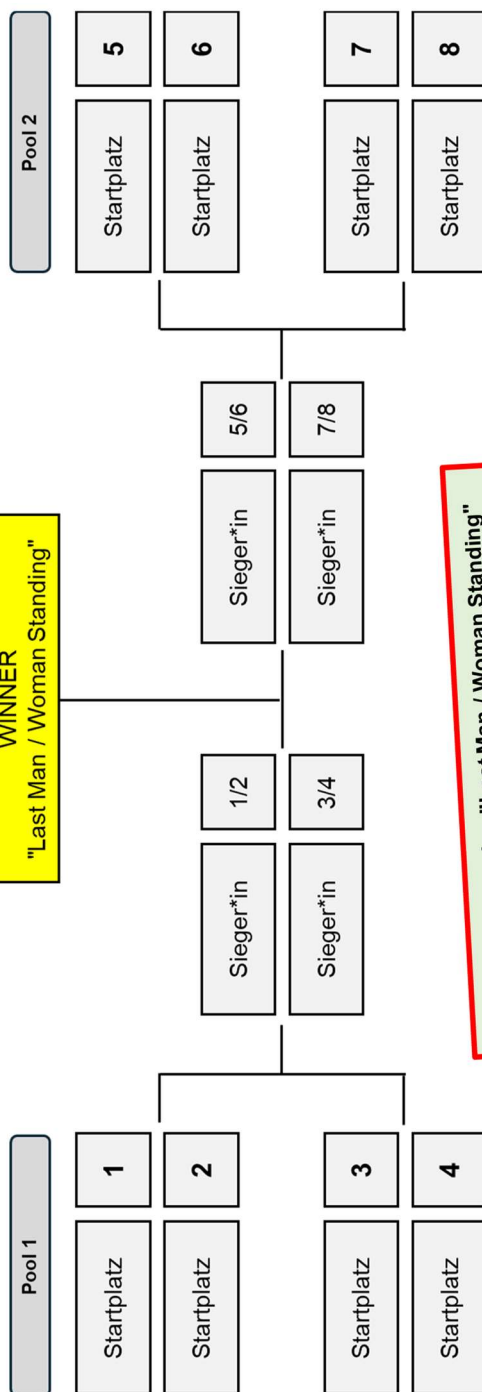 WINNER
"Last Man / Woman Standing"
Pool 1
Pool 2
Startplatz 1
Startplatz 5
Startplatz 2
Startplatz 6
Sieger*in 1/2
Sieger*in 5/6
Sieger*in 3/4
Sieger*in 7/8
Startplatz 3
Startplatz 7
Startplatz 4
Startplatz 8
"Last Man / Woman Standing"